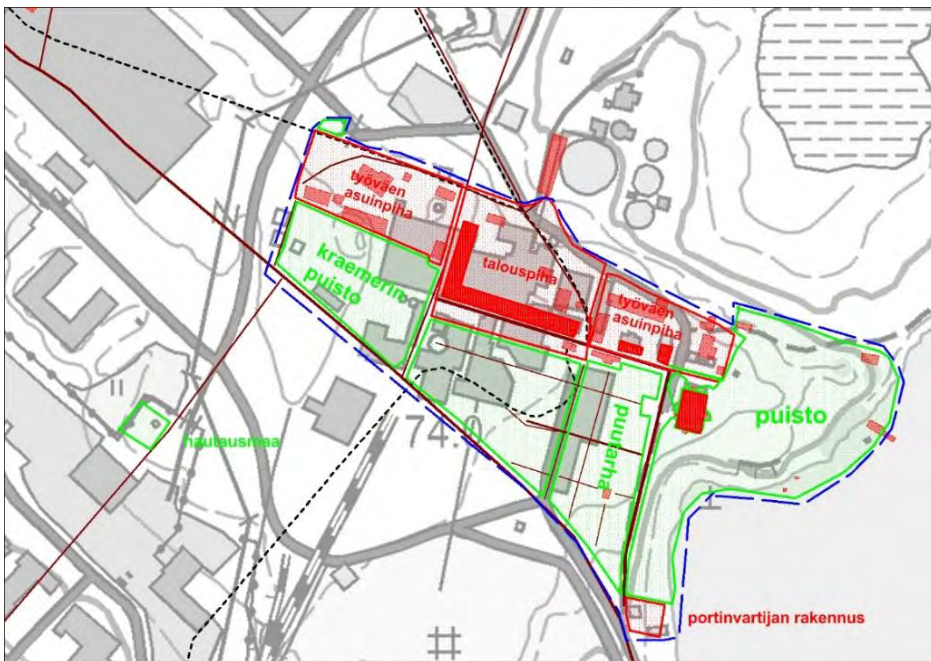 työväen
asuinpiha
kraemerin
puisto
talouspiha
työväen
asuinpiha
puisto
puutarha
hautausmaa
74.0
portinvartijan rakennus